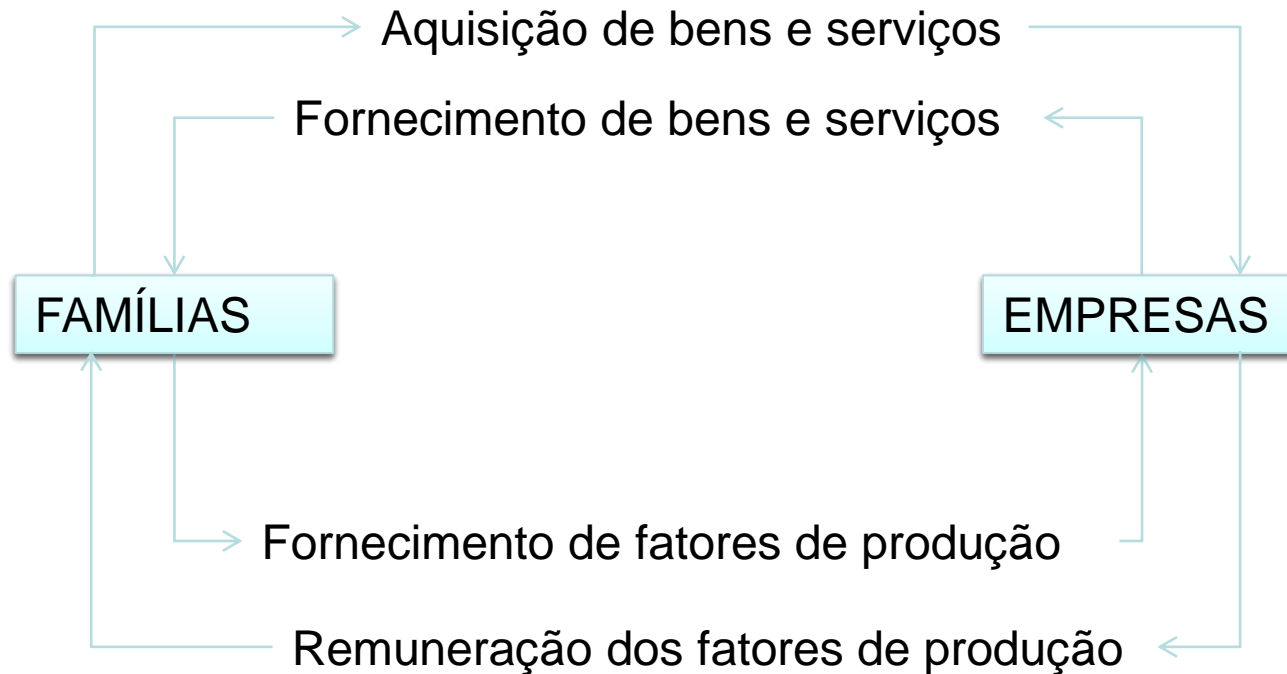 Aquisição de bens e serviços
Fornecimento de bens e serviços
FAMÍLIAS
EMPRESAS
Fornecimento de fatores de produção
Remuneração dos fatores de produção